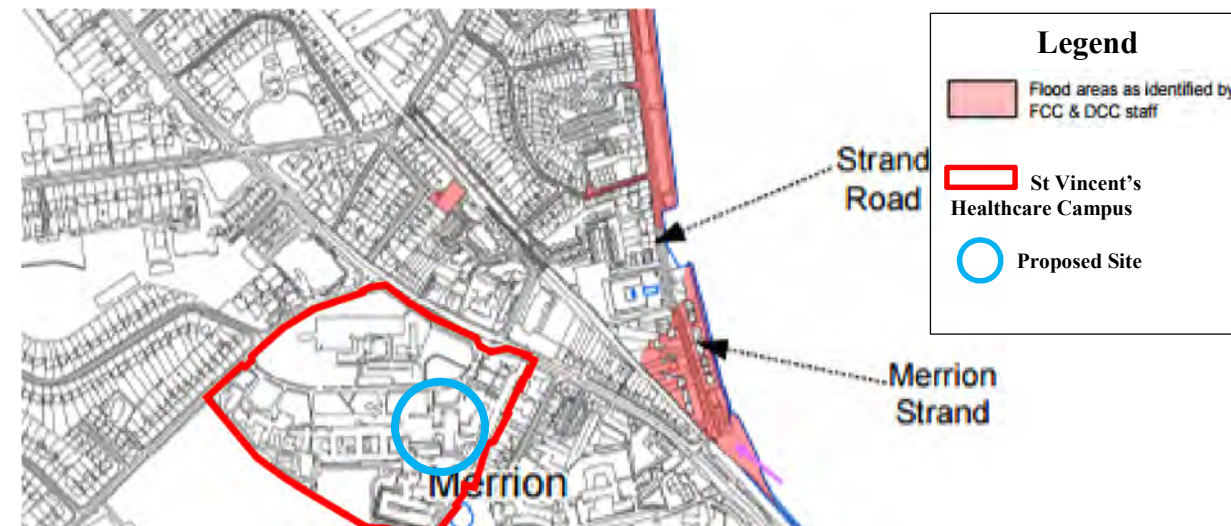 Strand
Road
Merrion
Strand
Merrion
Legend
Flood areas as identified by
FCC & DCC staff
St Vincent's
Healthcare Campus
Proposed Site